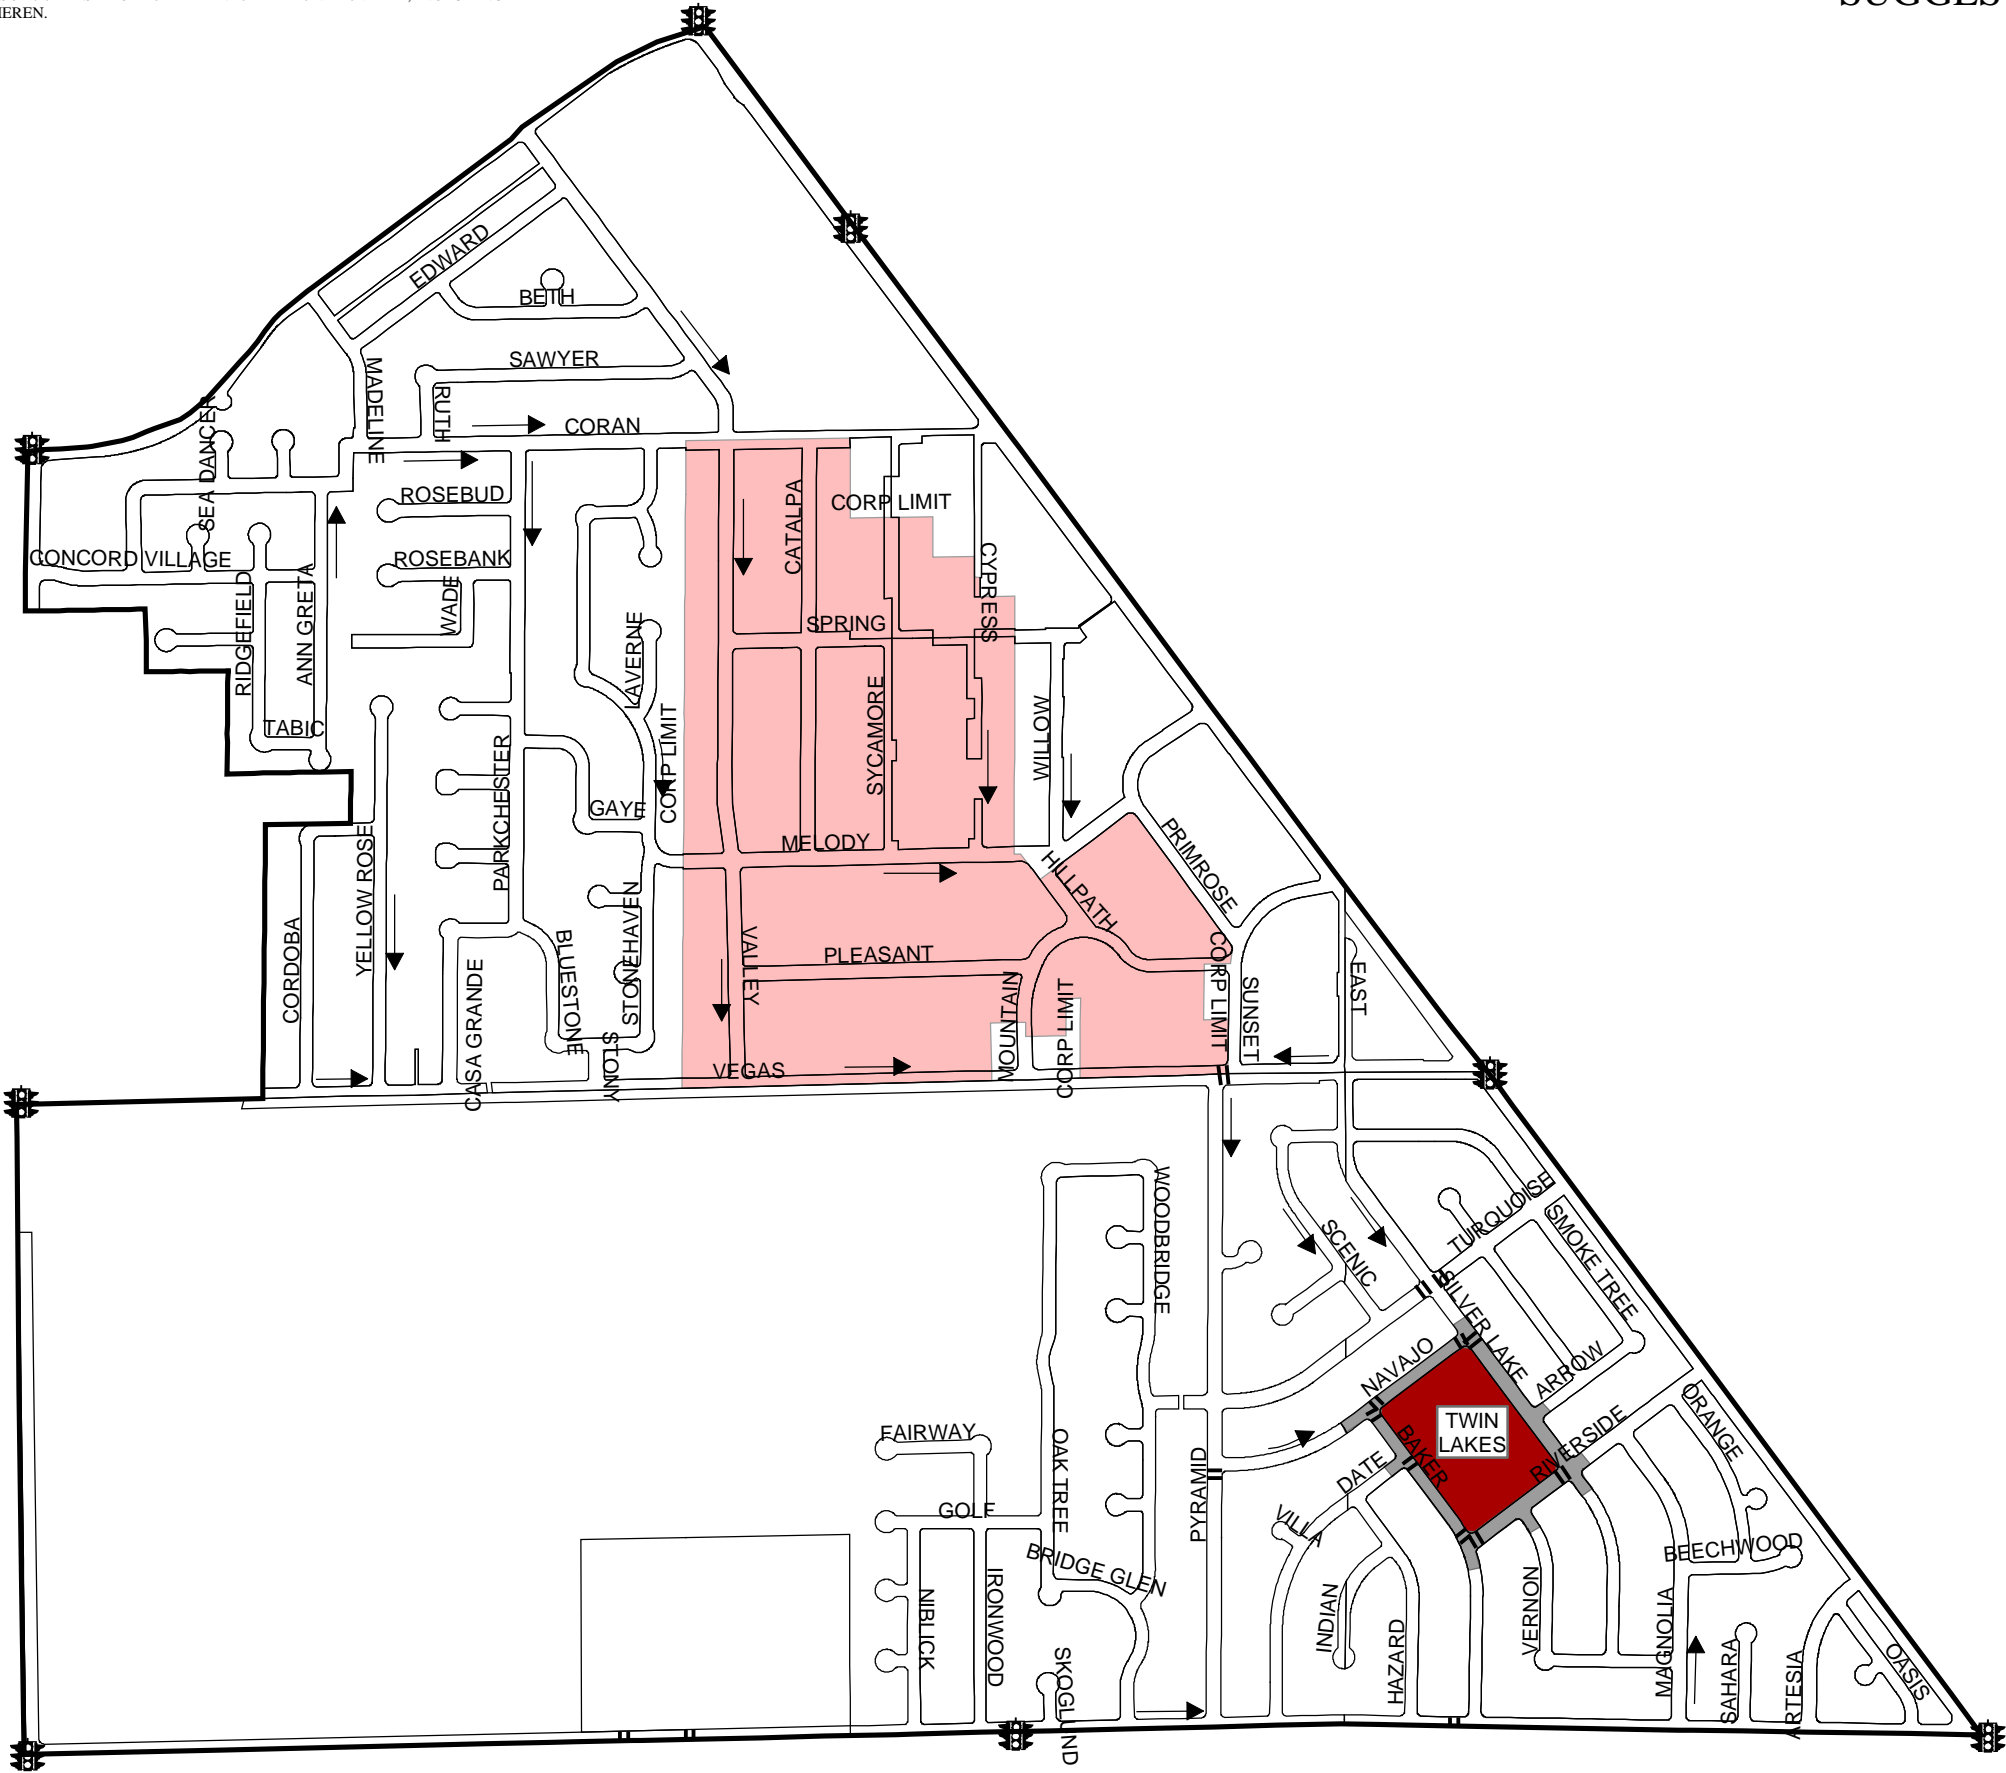 IEREN.
SUGGES
EDWARD
BETH
SAWYER
MADELINE
RUTH
CORAN
SEA DANCER
ROSEBUD
CATALPA
CORP LIMIT
CONCORD VILLAGE
ROSEBANK
CYPRESS
RIDGEFIELD
ANN GRETA
WADE
LAVERNE
SPRING
TABIC
CORP LIMIT
SYCAMORE
WILLOW
PARKCHESTER
GAYE
MELODY
HILLPATH
PRIMROSE
CORDOBA
YELLOW ROSE
CASA GRANDE
BLUESTONE
STONEHAVEN
STONY
VALLEY
PLEASANT
MOUNTAIN
CORP LIMIT
CORP LIMIT
SUNSET
EAST
VEGAS
WOODBRIDGE
SCENIC
TURQUOISE
SMOKE TREE
SILVER LAKE
NAVAJO
ARROW
TWIN
LAKES
BAKER
RIVERSIDE
ORANGE
FAIRWAY
OAK TREE
PYRAMID
DATE
GOLF
VILLA
BRIDGE GLEN
BEECHWOOD
NIBLICK
IRONWOOD
SKOGLUND
INDIAN
HAZARD
VERNON
MAGNOLIA
SAHARA
ARTESIA
OASIS